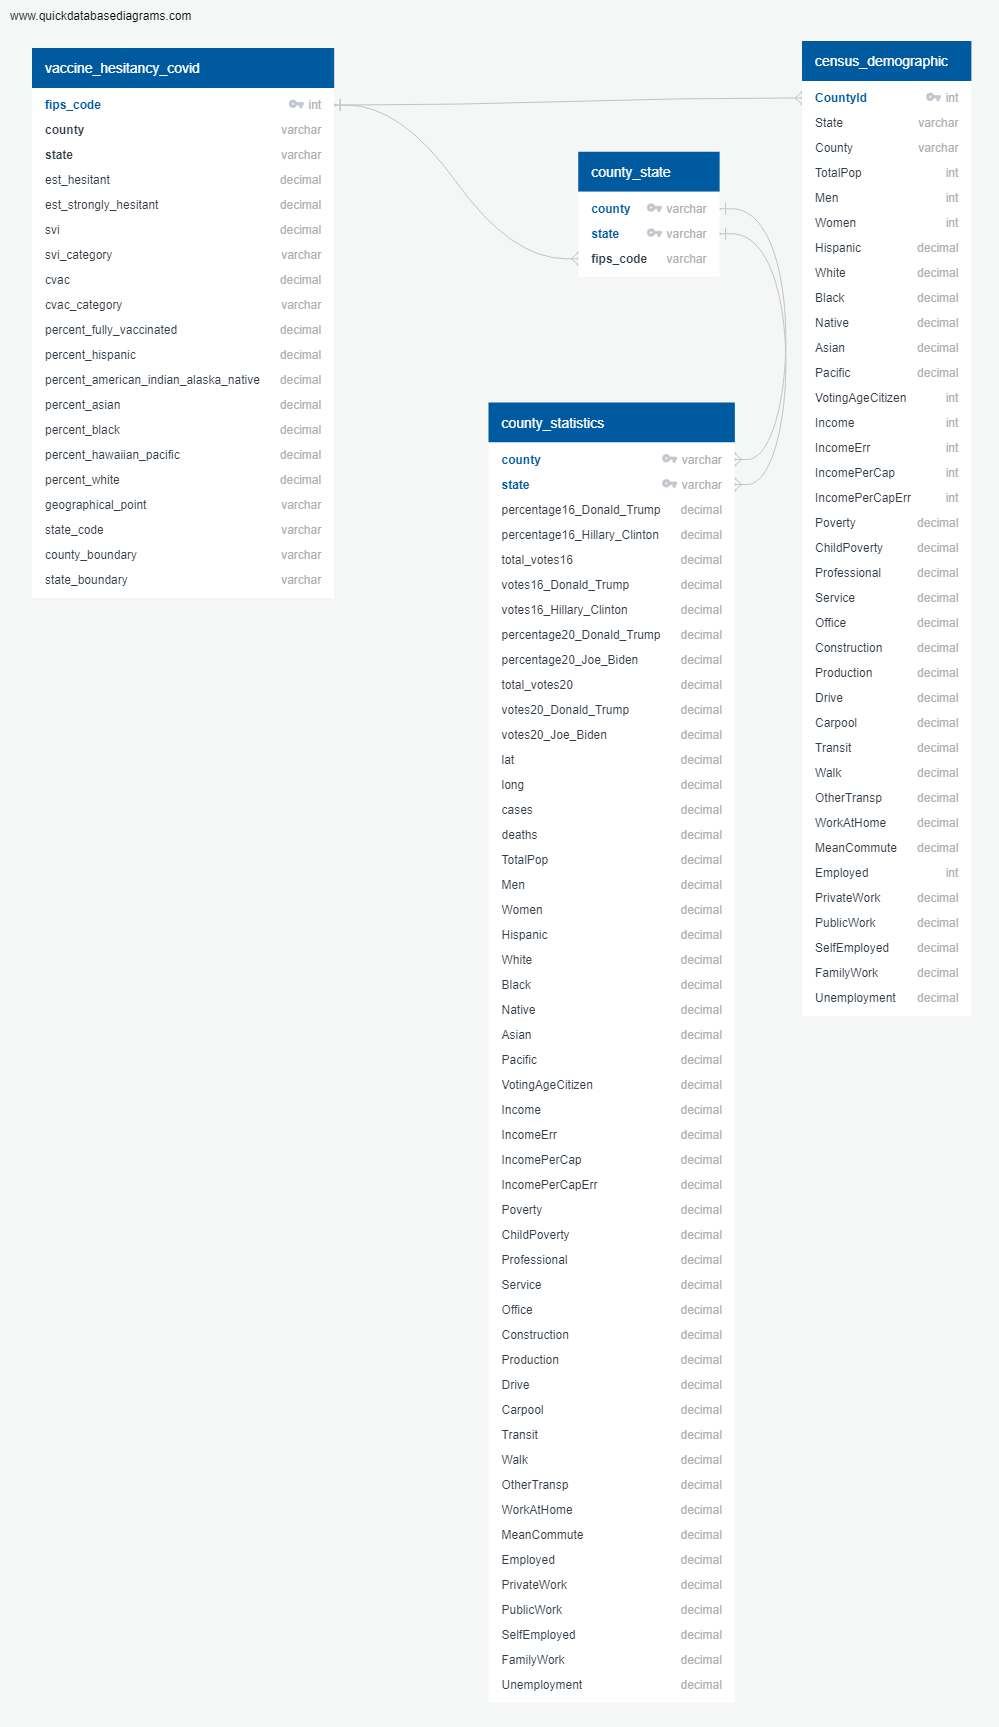 www.quickdatabasediagrams.com
vaccine_hesitancy_covid
fips_code int
county varchar
state varchar
est_hesitant decimal
est_strongly_hesitant decimal
svi decimal
svi_category varchar
cvac decimal
cvac_category varchar
percent_fully_vaccinated decimal
percent_hispanic decimal
percent_american_indian_alaska_native decimal
percent_asian decimal
percent_black decimal
percent_hawaiian_pacific decimal
percent_white decimal
geographical_point varchar
state_code varchar
county_boundary varchar
state_boundary varchar
county_state
county varchar
state varchar
fips_code varchar
county_statistics
county varchar
state varchar
percentage16_Donald_Trump decimal
percentage16_Hillary_Clinton decimal
total_votes16 decimal
votes16_Donald_Trump decimal
votes16_Hillary_Clinton decimal
percentage20_Donald_Trump decimal
percentage20_Joe_Biden decimal
total_votes20 decimal
votes20_Donald_Trump decimal
votes20_Joe_Biden decimal
lat decimal
long decimal
cases decimal
deaths decimal
TotalPop decimal
Men decimal
Women decimal
Hispanic decimal
White decimal
Black decimal
Native decimal
Asian decimal
Pacific decimal
VotingAgeCitizen decimal
Income decimal
IncomeErr decimal
IncomePerCap decimal
IncomePerCapErr decimal
Poverty decimal
ChildPoverty decimal
Professional decimal
Service decimal
Office decimal
Construction decimal
Production decimal
Drive decimal
Carpool decimal
Transit decimal
Walk decimal
OtherTransp decimal
WorkAtHome decimal
MeanCommute decimal
Employed decimal
PrivateWork decimal
PublicWork decimal
SelfEmployed decimal
FamilyWork decimal
Unemployment decimal
census_demographic
CountyId int
State varchar
County varchar
TotalPop int
Men int
Women int
Hispanic decimal
White decimal
Black decimal
Native decimal
Asian decimal
Pacific decimal
VotingAgeCitizen int
Income int
IncomeErr int
IncomePerCap int
IncomePerCapErr int
Poverty decimal
ChildPoverty decimal
Professional decimal
Service decimal
Office decimal
Construction decimal
Production decimal
Drive decimal
Carpool decimal
Transit decimal
Walk decimal
OtherTransp decimal
WorkAtHome decimal
MeanCommute decimal
Employed int
PrivateWork decimal
PublicWork decimal
SelfEmployed decimal
FamilyWork decimal
Unemployment decimal